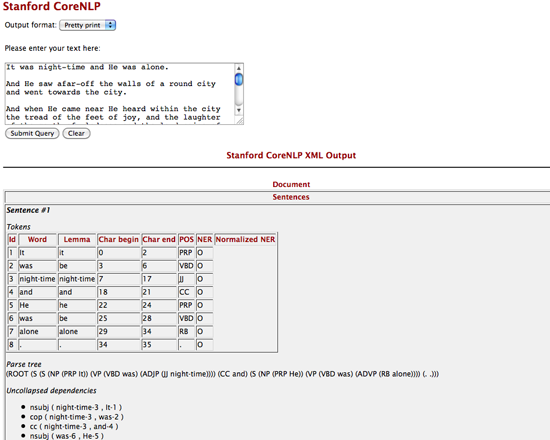 Stanford CoreNLP
Output format: Pretty print
Please enter your text here:
It was night-time and He was alone.
And He saw afar-off the walls of a round city
and went towards the city.
And when He came near He heard within the city
the tread of the feet of joy, and the laughter
Submit Query Clear
Stanford CoreNLP XML Output
Document
Sentences
Sentence #1
Tokens
Id Word Lemma Char begin Char end POS NER Normalized NER
1 It it 0 2 PRP O
2 was be 3 6 VBD O
3 night-time night-time 7 17 JJ O
4 and and 18 21 CC O
5 He he 22 24 PRP O
6 was be 25 28 VBD O
7 alone alone 29 34 RB O
8 . . 34 35 . O
Parse tree
(ROOT (S (S (NP (PRP It)) (VP (VBD was) (ADJP (JJ night-time)))) (CC and) (S (NP (PRP He)) (VP (VBD was) (ADVP (RB alone)))) (. .)))
Uncollapsed dependencies
• nsubj ( night-time-3 , It-1 )
• cop ( night-time-3 , was-2 )
• cc ( night-time-3 , and-4 )
• nsubj ( was-6 , He-5 )